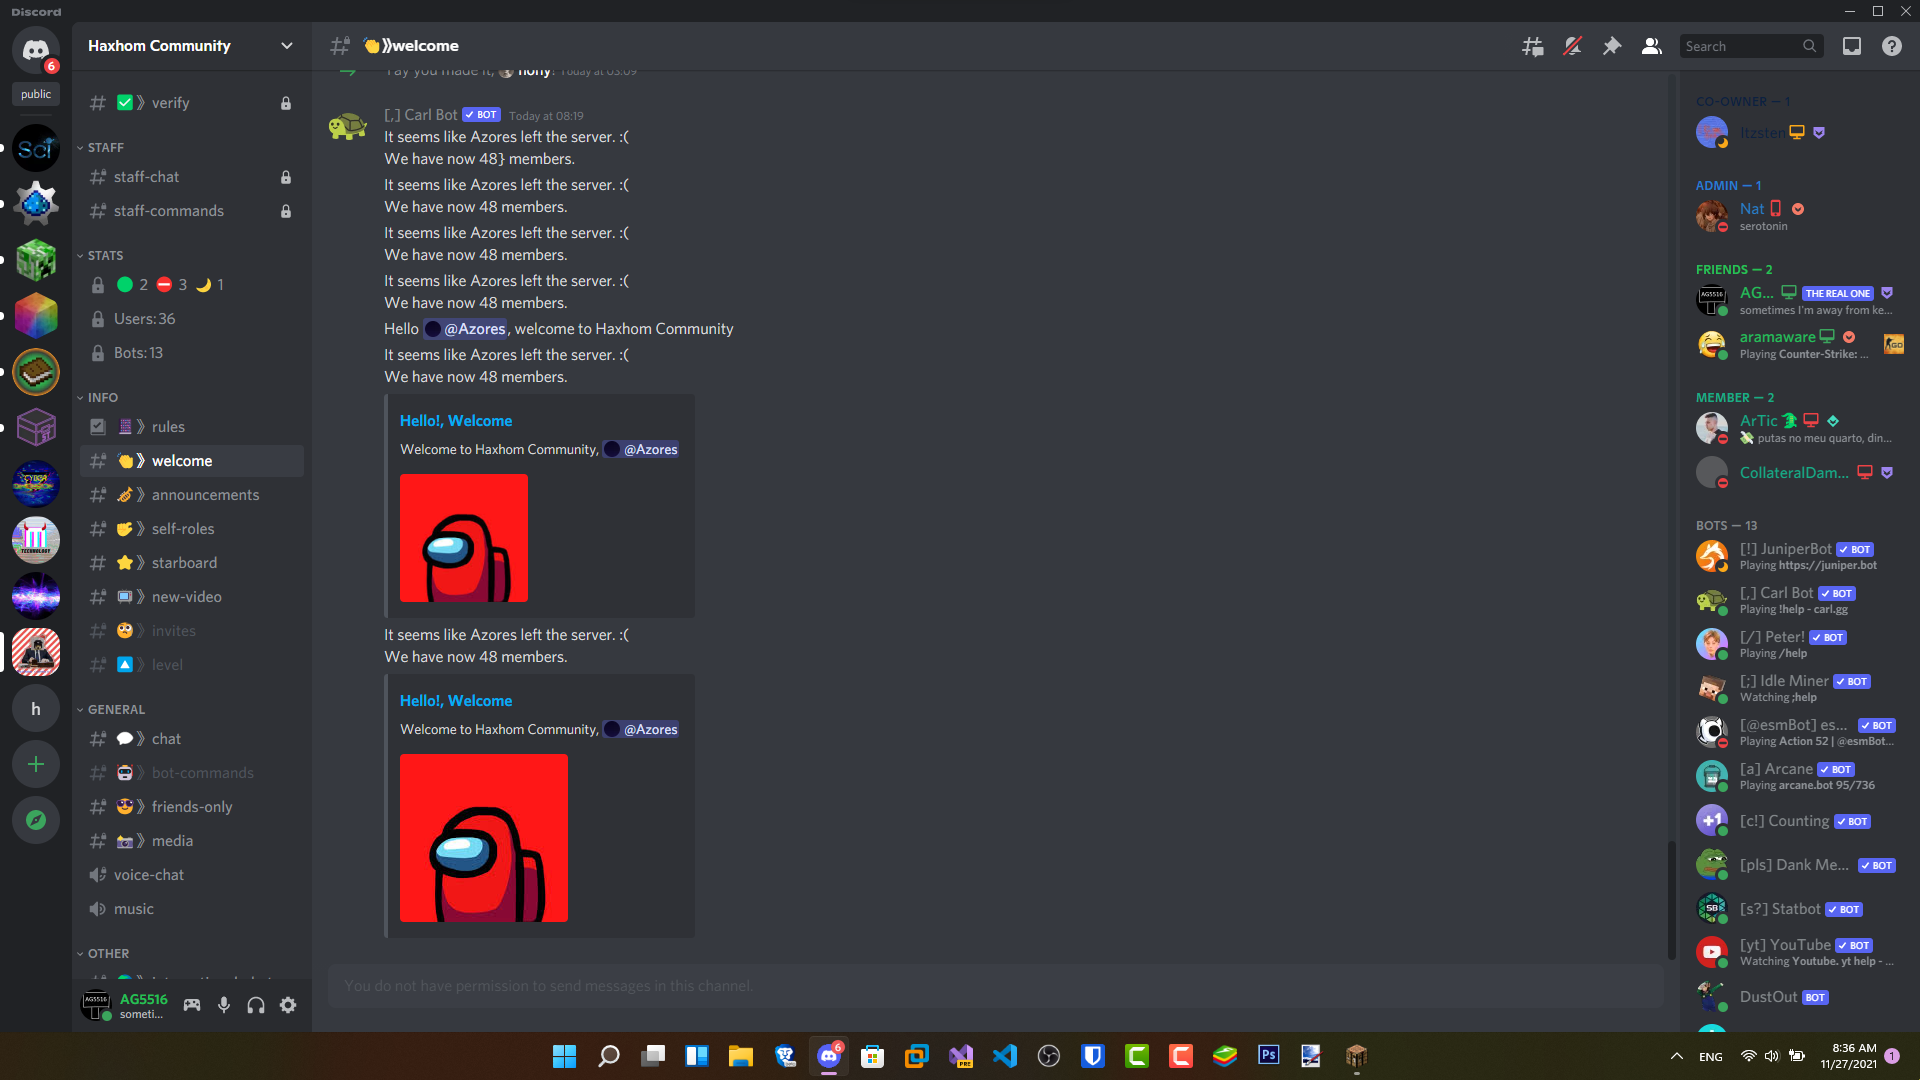 Discord
6
public
Sci
CYBER
TECHNOLOGY
h
Haxhom Community
》 verify
STAFF
staff-chat
staff-commands
STATS
2 3 1
Users: 36
Bots: 13
INFO
》 rules
》 welcome
》 announcements
》 self-roles
》 starboard
》 new-video
》 invites
》 level
GENERAL
》 chat
》 bot-commands
》 friends-only
》 media
voice-chat
music
OTHER
AG5516
AG5516
someti...
》welcome
Search
Yay you made it, nony! Today at 03:09
[,] Carl Bot ✓ BOT Today at 08:19
It seems like Azores left the server. :(
We have now 48} members.
It seems like Azores left the server. :(
We have now 48 members.
It seems like Azores left the server. :(
We have now 48 members.
It seems like Azores left the server. :(
We have now 48 members.
Hello @Azores, welcome to Haxhom Community
It seems like Azores left the server. :(
We have now 48 members.
Hello!, Welcome
Welcome to Haxhom Community, @Azores
It seems like Azores left the server. :(
We have now 48 members.
Hello!, Welcome
Welcome to Haxhom Community, @Azores
You do not have permission to send messages in this channel.
CO-OWNER — 1
Itzsten
ADMIN — 1
Nat
serotonin
FRIENDS — 2
AG5516
AG... THE REAL ONE
sometimes I'm away from ke...
aramaware
Playing Counter-Strike: ...
GO
MEMBER — 2
ArTic
putas no meu quarto, din...
CollateralDam...
BOTS — 13
[!] JuniperBot ✓ BOT
Playing https://juniper.bot
[,] Carl Bot ✓ BOT
Playing !help - carl.gg
[/] Peter! ✓ BOT
Playing /help
[;] Idle Miner ✓ BOT
Watching ;help
[@esmBot] es... ✓ BOT
Playing Action 52 | @esmBot...
[a] Arcane ✓ BOT
Playing arcane.bot 95/736
+1
[c!] Counting ✓ BOT
[pls] Dank Me... ✓ BOT
SB
[s?] Statbot ✓ BOT
[yt] YouTube ✓ BOT
Watching Youtube. yt help - ...
DustOut BOT
6
PRE
C
C
Ps
ENG
8:36 AM
11/27/2021
1